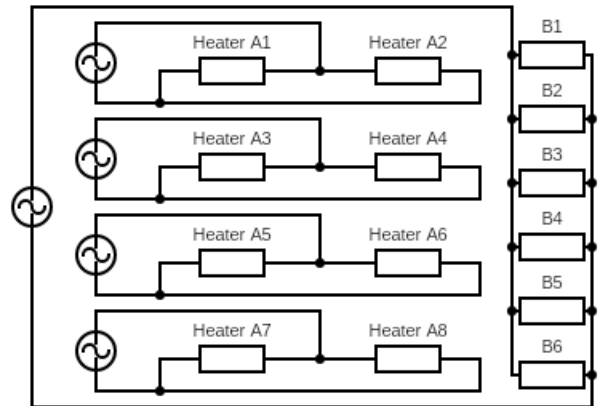 Heater A1
Heater A2
Heater A3
Heater A4
Heater A5
Heater A6
Heater A7
Heater A8
B1
B2
B3
B4
B5
B6